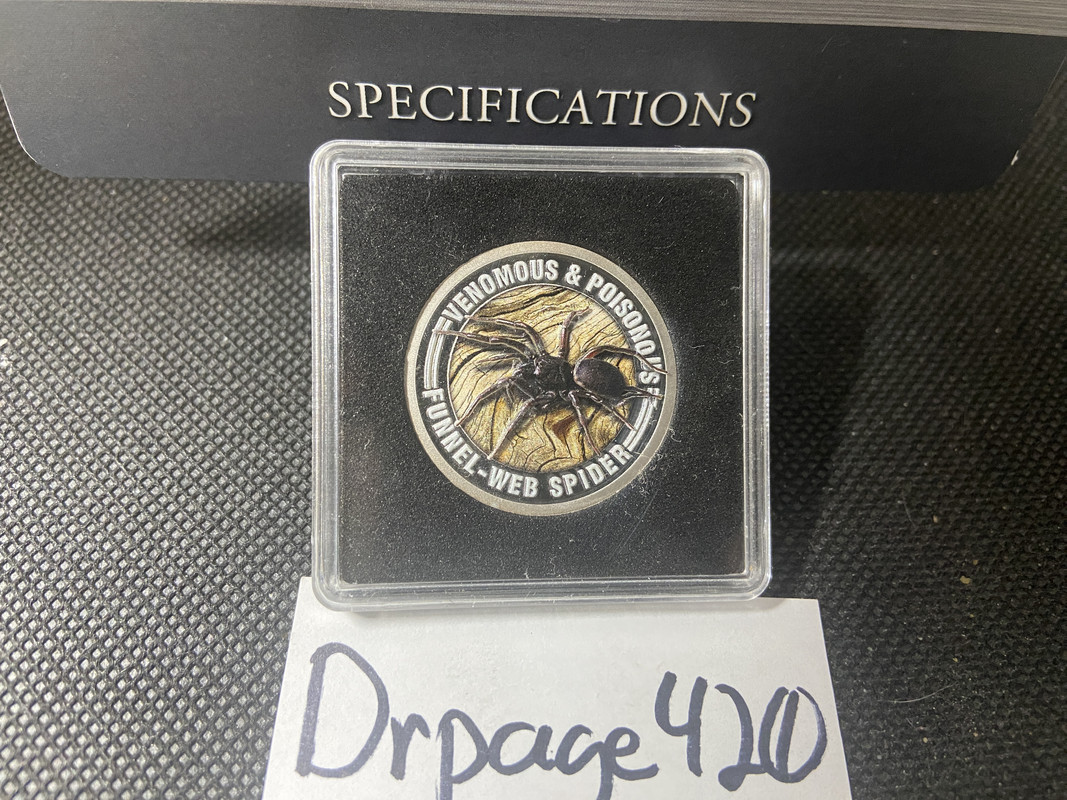 SPECIFICATIONS
VENOMOUS & POISONOUS
FUNNEL-WEB SPIDER
Drpage420